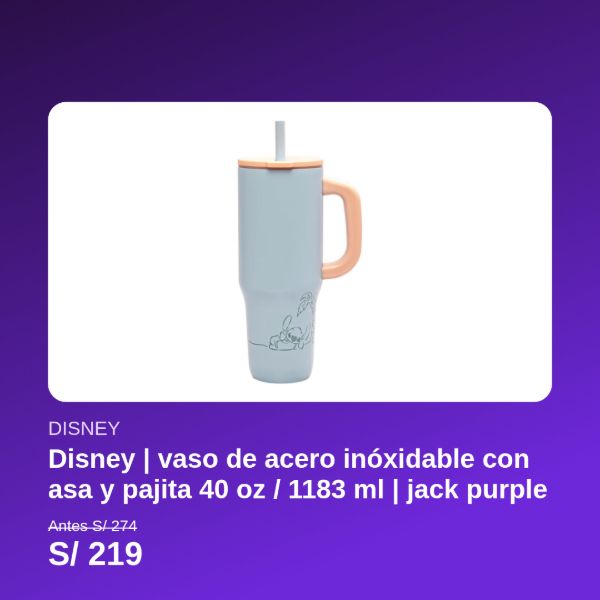 DISNEY
Disney | vaso de acero inóxidable con
asa y pajita 40 oz / 1183 ml | jack purple
Antes S/ 274
S/ 219